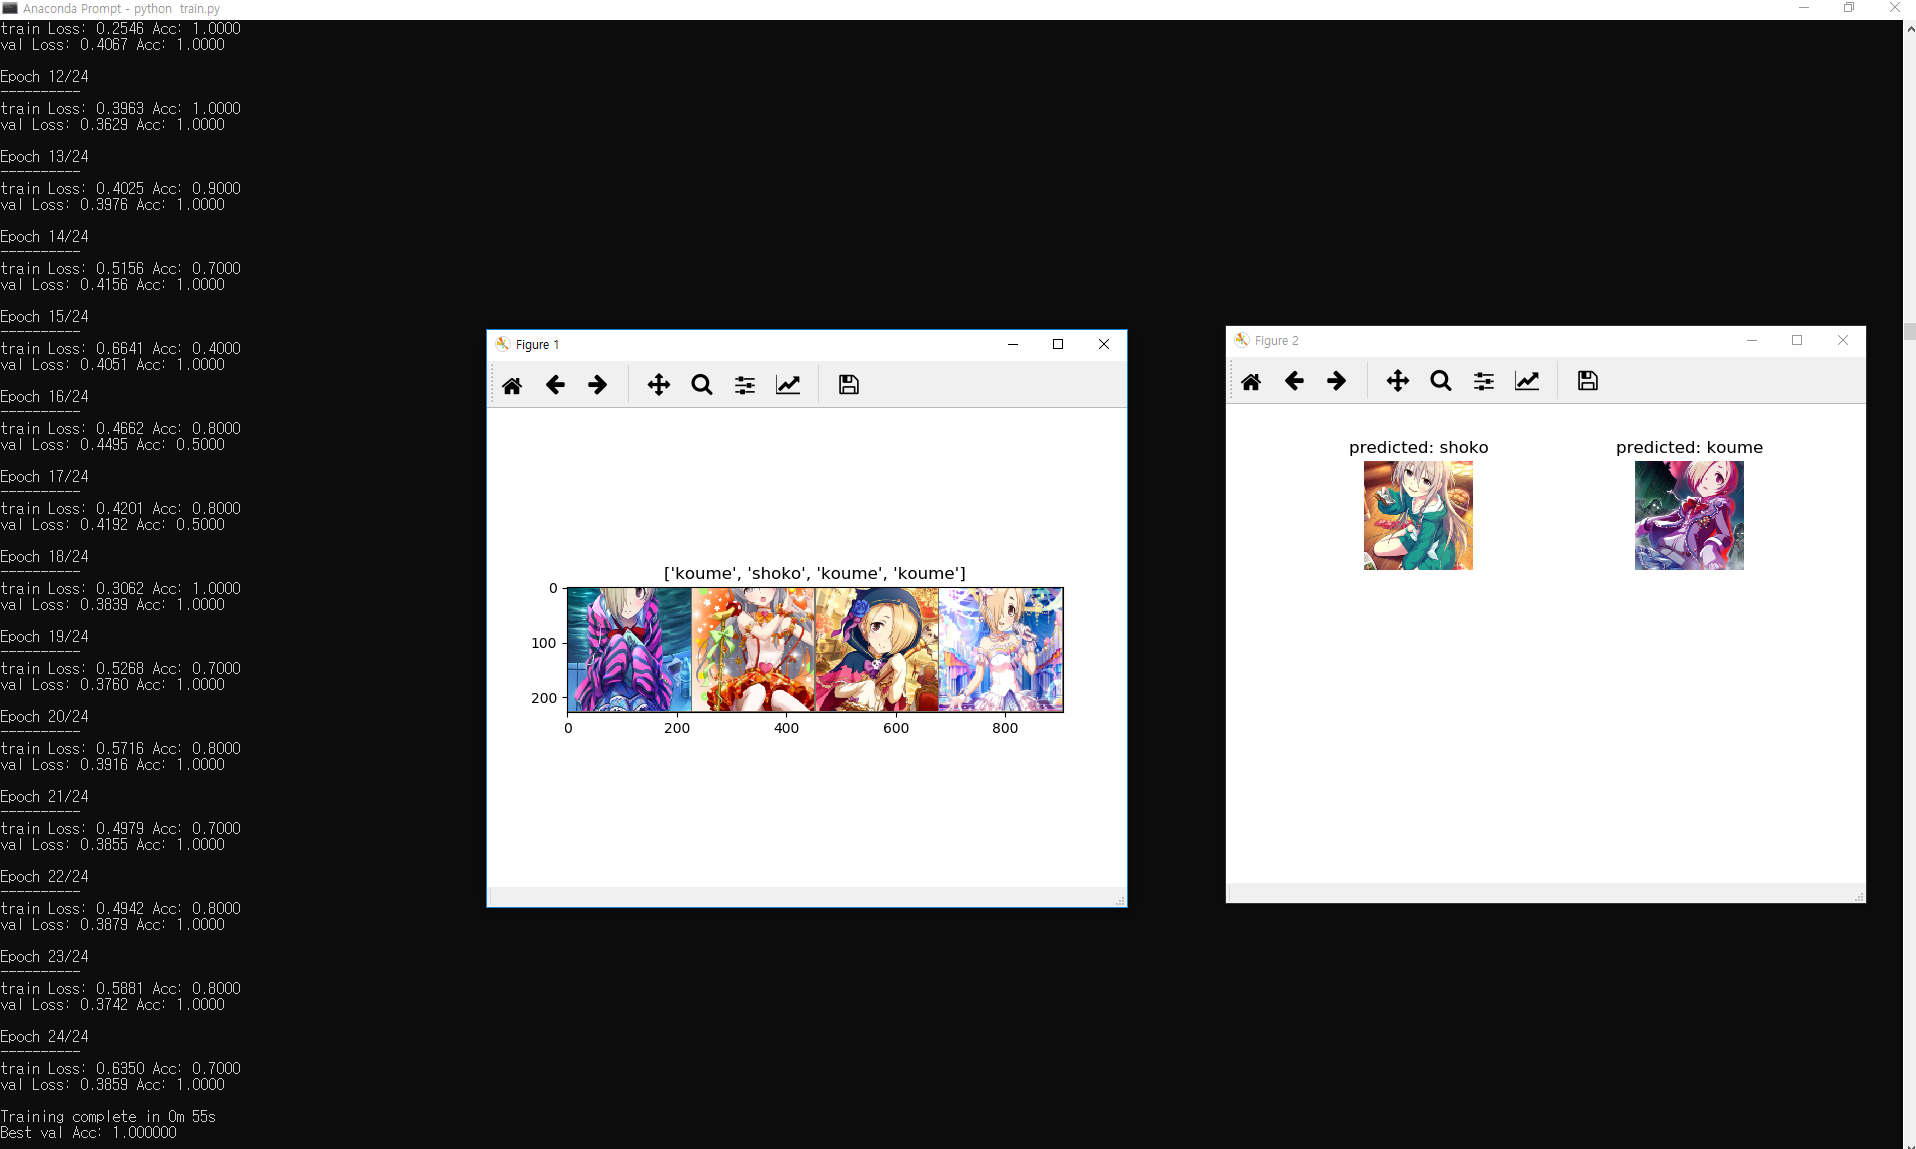 Anaconda Prompt - python  train.py
train Loss: 0.2546 Acc: 1.0000
val Loss: 0.4067 Acc: 1.0000
Epoch 12/24
----------
train Loss: 0.3963 Acc: 1.0000
val Loss: 0.3629 Acc: 1.0000
Epoch 13/24
----------
train Loss: 0.4025 Acc: 0.9000
val Loss: 0.3976 Acc: 1.0000
Epoch 14/24
----------
train Loss: 0.5156 Acc: 0.7000
val Loss: 0.4156 Acc: 1.0000
Epoch 15/24
----------
train Loss: 0.6641 Acc: 0.4000
val Loss: 0.4051 Acc: 1.0000
Epoch 16/24
----------
train Loss: 0.4662 Acc: 0.8000
val Loss: 0.4495 Acc: 0.5000
Epoch 17/24
----------
train Loss: 0.4201 Acc: 0.8000
val Loss: 0.4192 Acc: 0.5000
Epoch 18/24
----------
train Loss: 0.3062 Acc: 1.0000
val Loss: 0.3839 Acc: 1.0000
Epoch 19/24
----------
train Loss: 0.5268 Acc: 0.7000
val Loss: 0.3760 Acc: 1.0000
Epoch 20/24
----------
train Loss: 0.5716 Acc: 0.8000
val Loss: 0.3916 Acc: 1.0000
Epoch 21/24
----------
train Loss: 0.4979 Acc: 0.7000
val Loss: 0.3855 Acc: 1.0000
Epoch 22/24
----------
train Loss: 0.4942 Acc: 0.8000
val Loss: 0.3879 Acc: 1.0000
Epoch 23/24
----------
train Loss: 0.5881 Acc: 0.8000
val Loss: 0.3742 Acc: 1.0000
Epoch 24/24
----------
train Loss: 0.6350 Acc: 0.7000
val Loss: 0.3859 Acc: 1.0000
Training complete in 0m 55s
Best val Acc: 1.000000
Figure 1
['koume', 'shoko', 'koume', 'koume']
0
100
200
0 200 400 600 800
Figure 2
predicted: shoko
predicted: koume